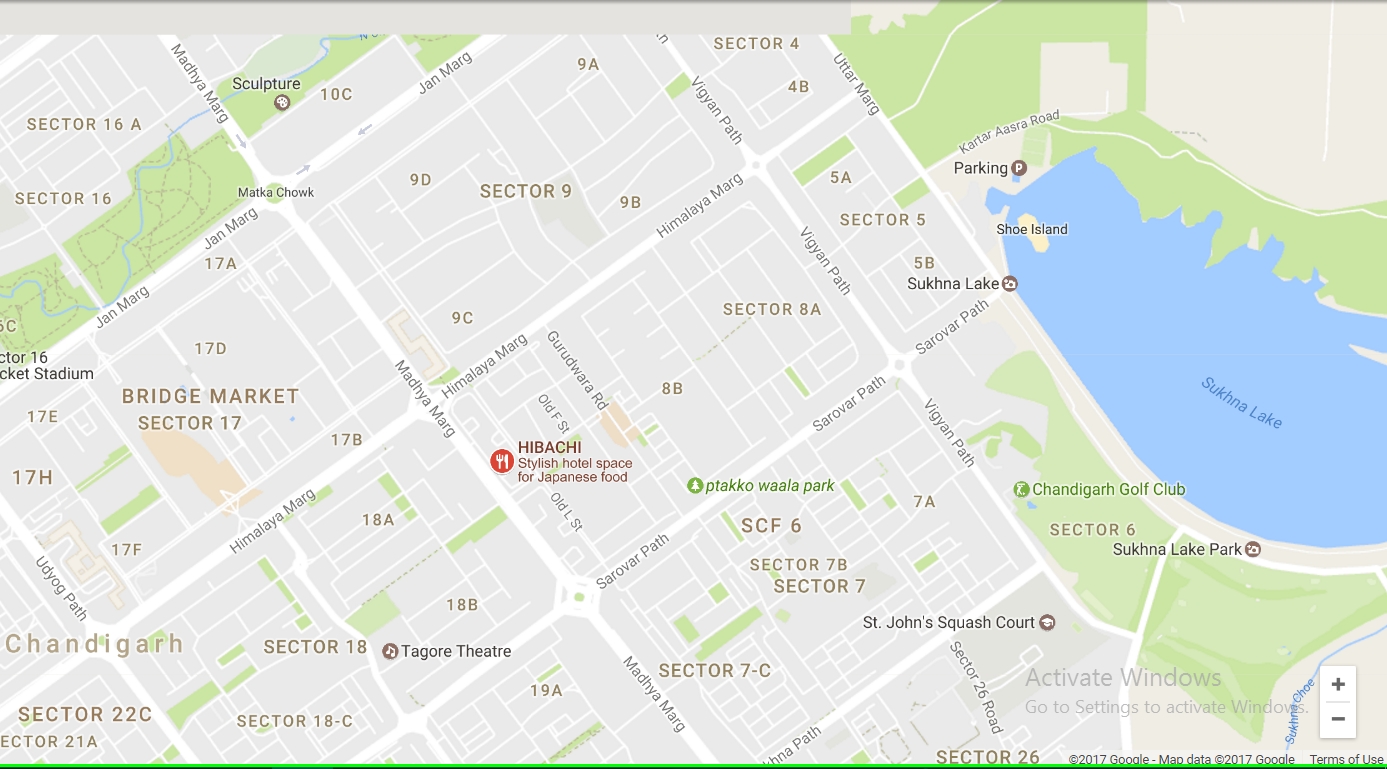 SECTOR 4
Madhya Marg
Jan Marg
9A
Uttar Marg
Sculpture
4B
10C
Vigyan Path
SECTOR 16 A
Kartar Aasra Road
Parking
9D
5A
SECTOR 9
Matka Chowk
SECTOR 16
9B
Himalaya Marg
SECTOR 5
Jan Marg
Shoe Island
17A
Vigyan Path
5B
Sukhna Lake
Jan Marg
SECTOR 8A
9C
Sarovar Path
6C
17D
Himalaya Marg
Gurudwara Rd
ctor 16
cket Stadium
Madhya Marg
8B
Sarovar Path
Sukhna Lake
BRIDGE MARKET
SECTOR 17
17E
Old F St
Vigyan Path
17B
HIBACHI
Stylish hotel space
for Japanese food
17H
ptakko waala park
Chandigarh Golf Club
7A
Himalaya Marg
18A
Old L St
SCF 6
SECTOR 6
17F
Sukhna Lake Park
Sarovar Path
SECTOR 7B
SECTOR 7
Udyog Path
18B
St. John's Squash Court
Chandigarh
SECTOR 18
Tagore Theatre
SECTOR 7-C
Sector 26 Road
Madhya Marg
Activate Windows
Go to Settings to activate Windows.
19A
SECTOR 22C
SECTOR 18-C
Sukhna Choe
+
ECTOR 21A
khna Path
−
SECTOR 26
©2017 Google - Map data ©2017 Google Terms of Use